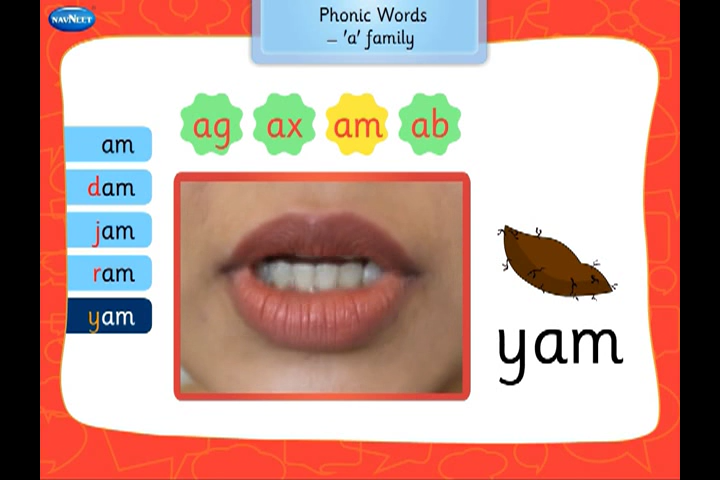 NAVNEET
Phonic Words
– 'a' family
ag ax am ab
am
dam
jam
ram
yam
yam